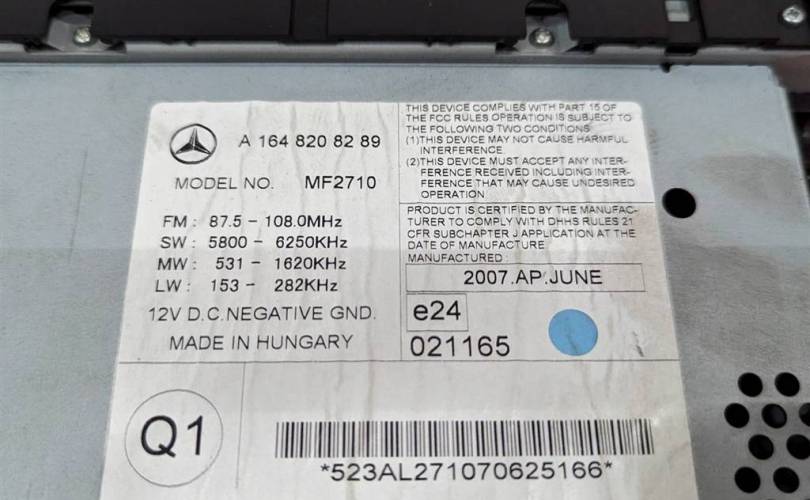 A 164 820 8289
MODEL NO. MF2710
FM : 87.5 - 108.0MHz
SW : 5800 - 6250KHz
MW : 531 - 1620KHz
LW : 153 - 282KHz
12V D.C.NEGATIVE GND.
MADE IN HUNGARY
THIS DEVICE COMPLIES WITH PART 15 OF
THE FCC RULES OPERATION IS SUBJECT TO
THE FOLLOWING TWO CONDITIONS.
(1)THIS DEVICE MAY NOT CAUSE HARMFUL
INTERFERENCE.
(2)THIS DEVICE MUST ACCEPT ANY INTER-
FERENCE RECEIVED INCLUDING INTER-
FERENCE THAT MAY CAUSE UNDESIRED
OPERATION.
PRODUCT IS CERTIFIED BY THE MANUFAC-
TURER TO COMPLY WITH DHHS RULES 21
CFR SUBCHAPTER J APPLICATION AT THE
DATE OF MANUFACTURE
MANUFACTURED :
2007.AP.JUNE
e24
021165
Q1
*523AL271070625166*